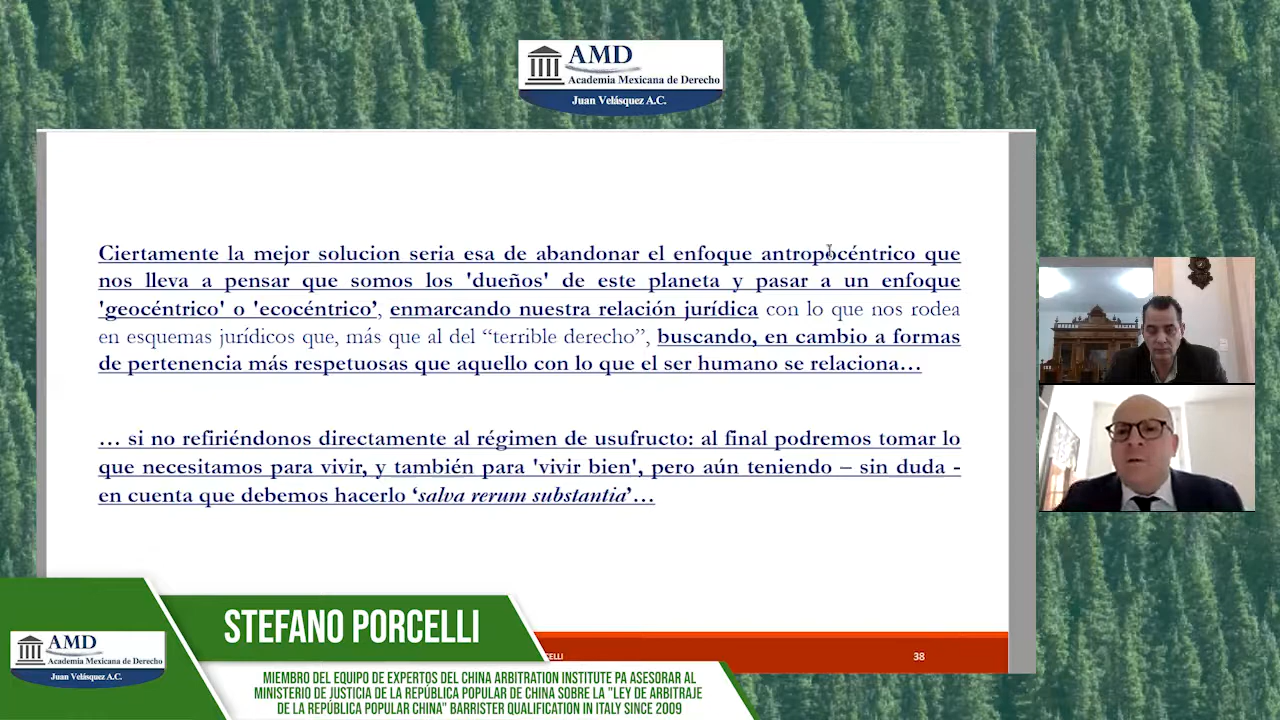 AMD
Academia Mexicana de Derecho
Juan Velásquez A.C.
Ciertamente la mejor solucion seria esa de abandonar el enfoque antropocéntrico que
nos lleva a pensar que somos los 'dueños' de este planeta y pasar a un enfoque
'geocéntrico' o 'ecocéntrico’, enmarcando nuestra relación jurídica con lo que nos rodea
en esquemas jurídicos que, más que al del “terrible derecho”, buscando, en cambio a formas
de pertenencia más respetuosas que aquello con lo que el ser humano se relaciona…
… si no refiriéndonos directamente al régimen de usufructo: al final podremos tomar lo
que necesitamos para vivir, y también para 'vivir bien', pero aún teniendo – sin duda -
en cuenta que debemos hacerlo ‘salva rerum substantia’…
CELLI
38
STEFANO PORCELLI
AMD
Academia Mexicana de Derecho
Juan Velásquez A.C.
MIEMBRO DEL EQUIPO DE EXPERTOS DEL CHINA ARBITRATION INSTITUTE PA ASESORAR AL
MINISTERIO DE JUSTICIA DE LA REPÚBLICA POPULAR DE CHINA SOBRE LA "LEY DE ARBITRAJE
DE LA REPÚBLICA POPULAR CHINA" BARRISTER QUALIFICATION IN ITALY SINCE 2009